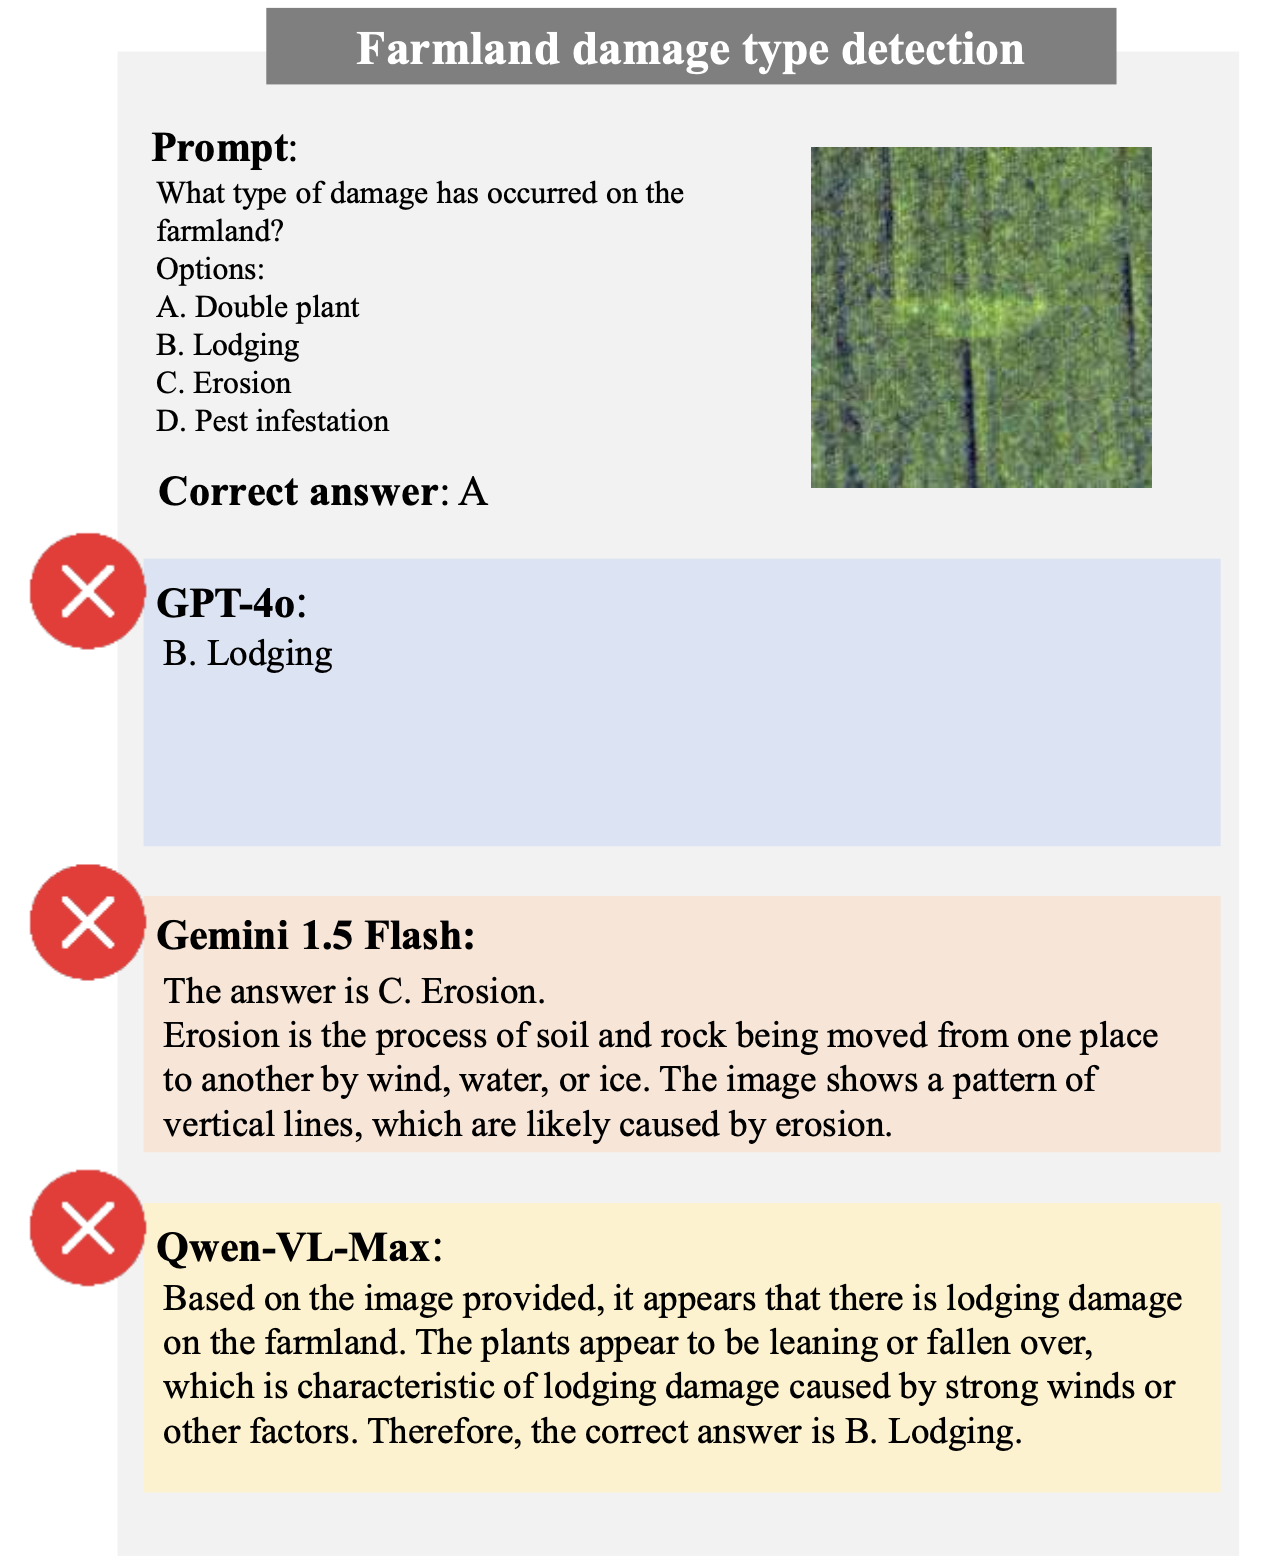 Farmland damage type detection
Prompt:
What type of damage has occurred on the
farmland?
Options:
A. Double plant
B. Lodging
C. Erosion
D. Pest infestation
Correct answer: A
GPT-4o:
B. Lodging
Gemini 1.5 Flash:
The answer is C. Erosion.
Erosion is the process of soil and rock being moved from one place
to another by wind, water, or ice. The image shows a pattern of
vertical lines, which are likely caused by erosion.
Qwen-VL-Max:
Based on the image provided, it appears that there is lodging damage
on the farmland. The plants appear to be leaning or fallen over,
which is characteristic of lodging damage caused by strong winds or
other factors. Therefore, the correct answer is B. Lodging.